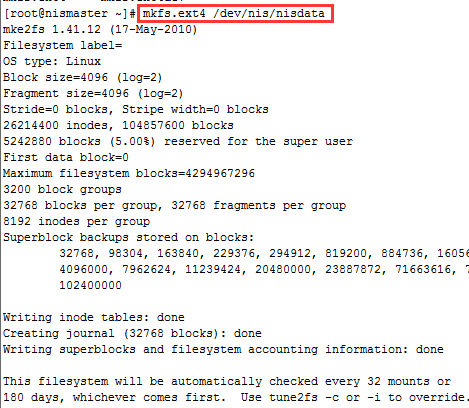 [root@nismaster ~]# mkfs.ext4 /dev/nis/nisdata
mke2fs 1.41.12 (17-May-2010)
Filesystem label=
OS type: Linux
Block size=4096 (log=2)
Fragment size=4096 (log=2)
Stride=0 blocks, Stripe width=0 blocks
26214400 inodes, 104857600 blocks
5242880 blocks (5.00%) reserved for the super user
First data block=0
Maximum filesystem blocks=4294967296
3200 block groups
32768 blocks per group, 32768 fragments per group
8192 inodes per group
Superblock backups stored on blocks:
32768, 98304, 163840, 229376, 294912, 819200, 884736, 16056
4096000, 7962624, 11239424, 20480000, 23887872, 71663616, 7
102400000
Writing inode tables: done
Creating journal (32768 blocks): done
Writing superblocks and filesystem accounting information: done
This filesystem will be automatically checked every 32 mounts or
180 days, whichever comes first. Use tune2fs -c or -i to override.